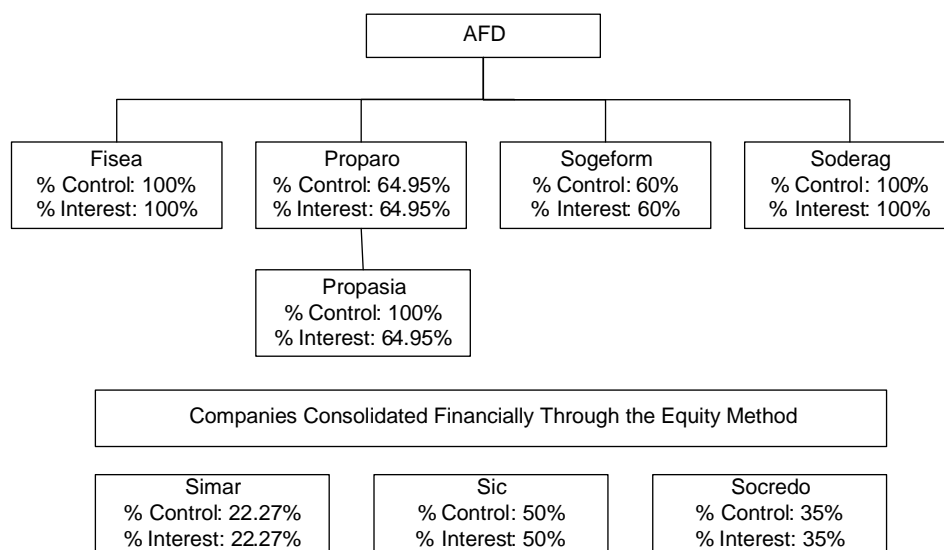 AFD
Fisea
% Control: 100%
% Interest: 100%
Proparo
% Control: 64.95%
% Interest: 64.95%
Sogeform
% Control: 60%
% Interest: 60%
Soderag
% Control: 100%
% Interest: 100%
Propasia
% Control: 100%
% Interest: 64.95%
Companies Consolidated Financially Through the Equity Method
Simar
% Control: 22.27%
% Interest: 22.27%
Sic
% Control: 50%
% Interest: 50%
Socredo
% Control: 35%
% Interest: 35%